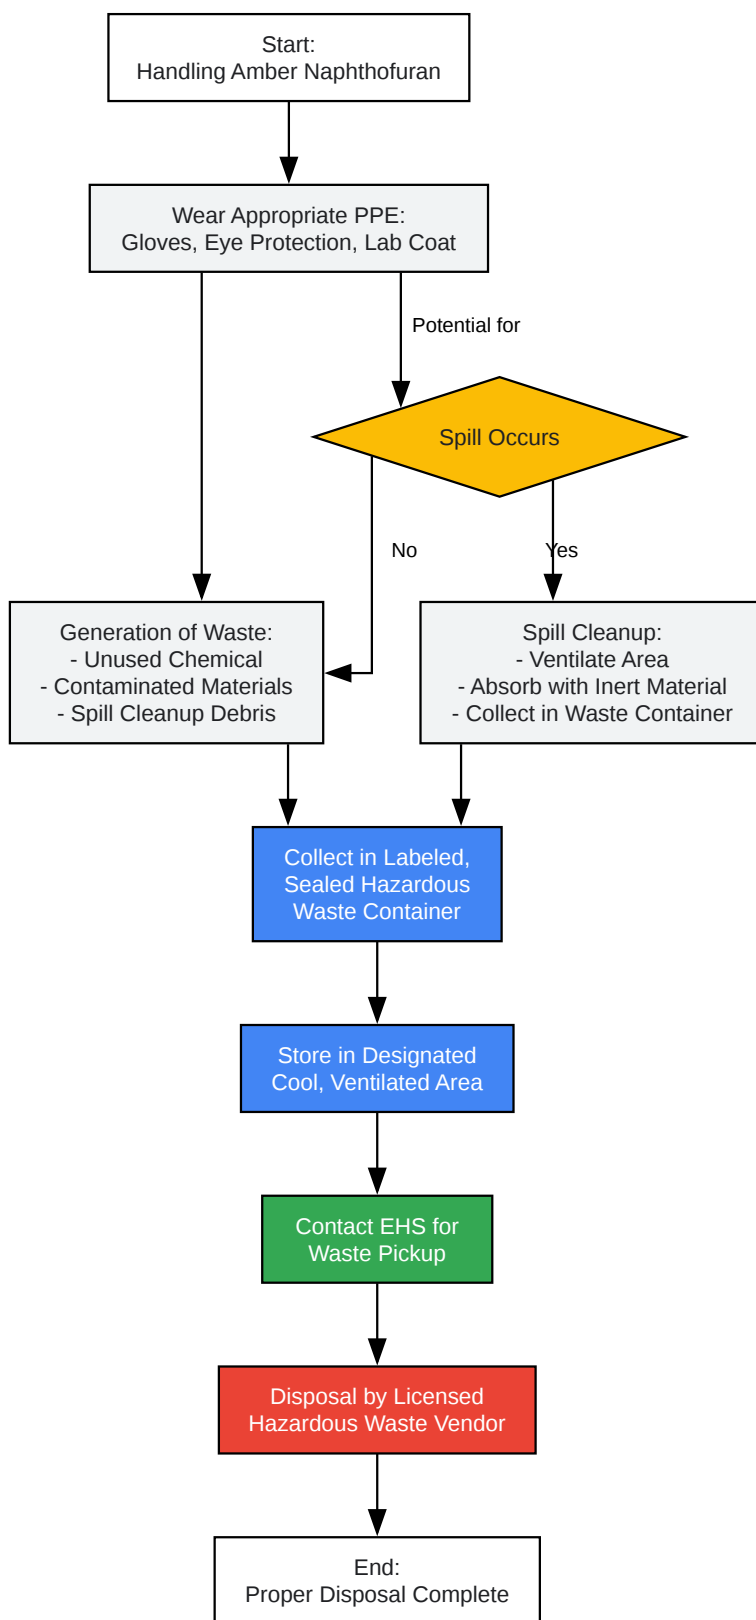 Start:
Handling Amber Naphthofuran
Wear Appropriate PPE:
Gloves, Eye Protection, Lab Coat
Potential for
Spill Occurs
No
Yes
Generation of Waste:
- Unused Chemical
- Contaminated Materials
- Spill Cleanup Debris
Spill Cleanup:
- Ventilate Area
- Absorb with Inert Material
- Collect in Waste Container
Collect in Labeled,
Sealed Hazardous
Waste Container
Store in Designated
Cool, Ventilated Area
Contact EHS for
Waste Pickup
Disposal by Licensed
Hazardous Waste Vendor
End:
Proper Disposal Complete